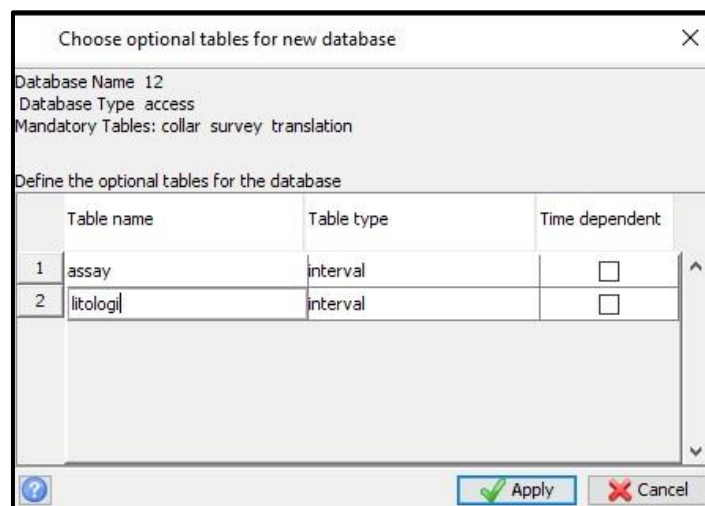 Choose optional tables for new database
Database Name 12
Database Type access
Mandatory Tables: collar survey translation
Define the optional tables for the database
Table name Table type Time dependent
1 assay interval
2 litologi interval
? Apply Cancel